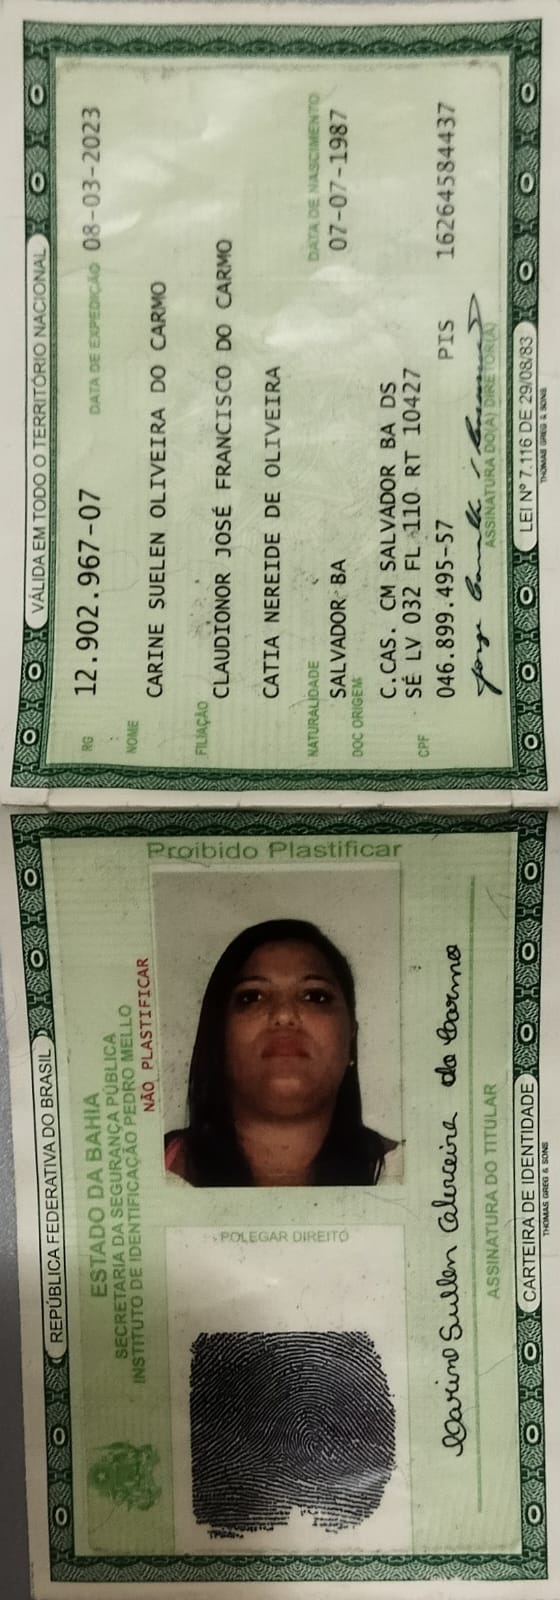 VÁLIDA EM TODO O TERRITÓRIO NACIONAL
RG 12.902.967-07 DATA DE EXPEDIÇÃO 08-03-2023
NOME CARINE SUELEN OLIVEIRA DO CARMO
FILIAÇÃO CLAUDIONOR JOSÉ FRANCISCO DO CARMO
CATIA NEREIDE DE OLIVEIRA
NATURALIDADE DATA DE NASCIMENTO
SALVADOR BA 07-07-1987
DOC ORIGEM
C.CAS. CM SALVADOR BA DS
SÉ LV 032 FL 110 RT 10427
CPF 046.899.495-57 PIS 16264584437
ASSINATURA DO(A) DIRETOR(A)
LEI Nº 7.116 DE 29/08/83
THOMAS GREG & SONS
REPÚBLICA FEDERATIVA DO BRASIL
ESTADO DA BAHIA
SECRETARIA DA SEGURANÇA PÚBLICA
INSTITUTO DE IDENTIFICAÇÃO PEDRO MELLO
NÃO PLASTIFICAR
Proibido Plastificar
POLEGAR DIREITO
do Carmo
ASSINATURA DO TITULAR
CARTEIRA DE IDENTIDADE
THOMAS GREG & SONS